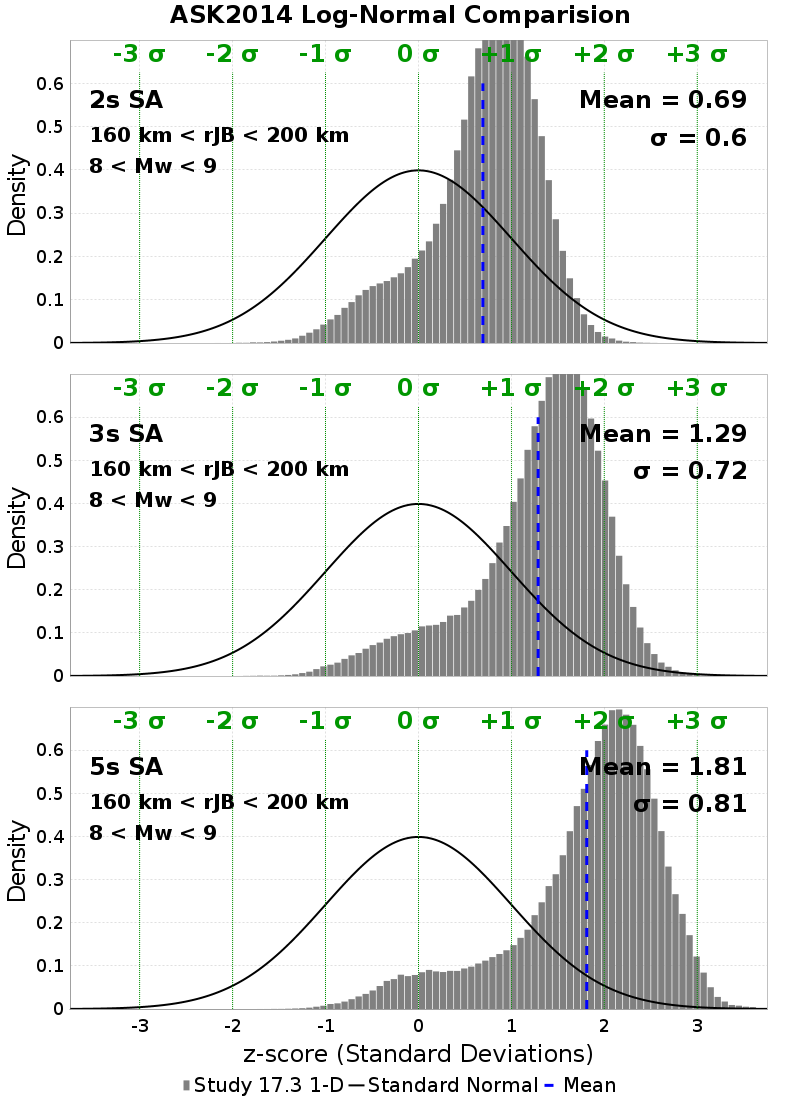 ASK2014 Log-Normal Comparision
-3 σ -2 σ -1 σ 0 σ +1 σ +2 σ +3 σ
0.6
2s SA
Mean = 0.69
0.5
160 km < rJB < 200 km
σ = 0.6
0.4
8 < Mw < 9
Density
0.3
0.2
0.1
0
-3 σ -2 σ -1 σ 0 σ +1 σ +2 σ +3 σ
0.6
3s SA
Mean = 1.29
0.5
160 km < rJB < 200 km
σ = 0.72
0.4
8 < Mw < 9
Density
0.3
0.2
0.1
0
-3 σ -2 σ -1 σ 0 σ +1 σ +2 σ +3 σ
0.6
5s SA
Mean = 1.81
0.5
160 km < rJB < 200 km
σ = 0.81
0.4
8 < Mw < 9
Density
0.3
0.2
0.1
0
-3 -2 -1 0 1 2 3
z-score (Standard Deviations)
Study 17.3 1-D Standard Normal Mean